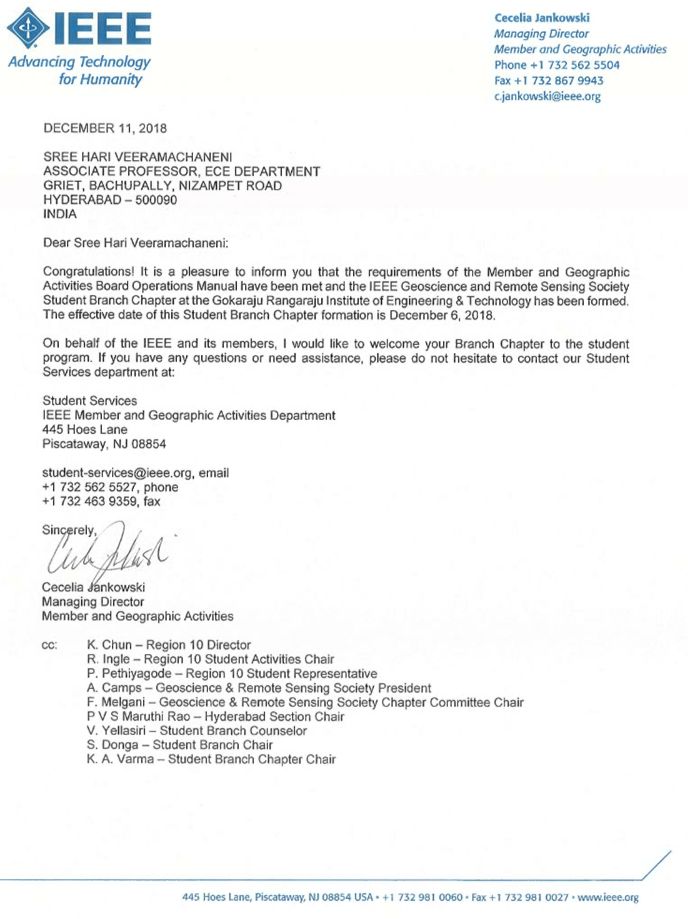 IEEE
Advancing Technology
for Humanity
Cecelia Jankowski
Managing Director
Member and Geographic Activities
Phone +1 732 562 5504
Fax +1 732 867 9943
c.jankowski@ieee.org
DECEMBER 11, 2018
SREE HARI VEERAMACHANENI
ASSOCIATE PROFESSOR, ECE DEPARTMENT
GRIET, BACHUPALLY, NIZAMPET ROAD
HYDERABAD – 500090
INDIA
Dear Sree Hari Veeramachaneni:
Congratulations! It is a pleasure to inform you that the requirements of the Member and Geographic
Activities Board Operations Manual have been met and the IEEE Geoscience and Remote Sensing Society
Student Branch Chapter at the Gokaraju Rangaraju Institute of Engineering & Technology has been formed.
The effective date of this Student Branch Chapter formation is December 6, 2018.
On behalf of the IEEE and its members, I would like to welcome your Branch Chapter to the student
program. If you have any questions or need assistance, please do not hesitate to contact our Student
Services department at:
Student Services
IEEE Member and Geographic Activities Department
445 Hoes Lane
Piscataway, NJ 08854
student-services@ieee.org, email
+1 732 562 5527, phone
+1 732 463 9359, fax
Sincerely,
Cecelia Jankowski
Managing Director
Member and Geographic Activities
cc: K. Chun – Region 10 Director
R. Ingle – Region 10 Student Activities Chair
P. Pethiyagode – Region 10 Student Representative
A. Camps – Geoscience & Remote Sensing Society President
F. Melgani – Geoscience & Remote Sensing Society Chapter Committee Chair
P V S Maruthi Rao – Hyderabad Section Chair
V. Yellasiri – Student Branch Counselor
S. Donga – Student Branch Chair
K. A. Varma – Student Branch Chapter Chair
445 Hoes Lane, Piscataway, NJ 08854 USA • +1 732 981 0060 • Fax +1 732 981 0027 • www.ieee.org